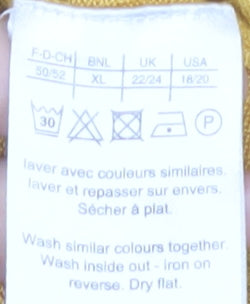 F-D-CH BNL UK USA
50/52 XL 22/24 18/20
30 P
laver avec couleurs similaires.
laver et repasser sur envers.
Sécher à plat.
Wash similar colours together.
Wash inside out - iron on
reverse. Dry flat.